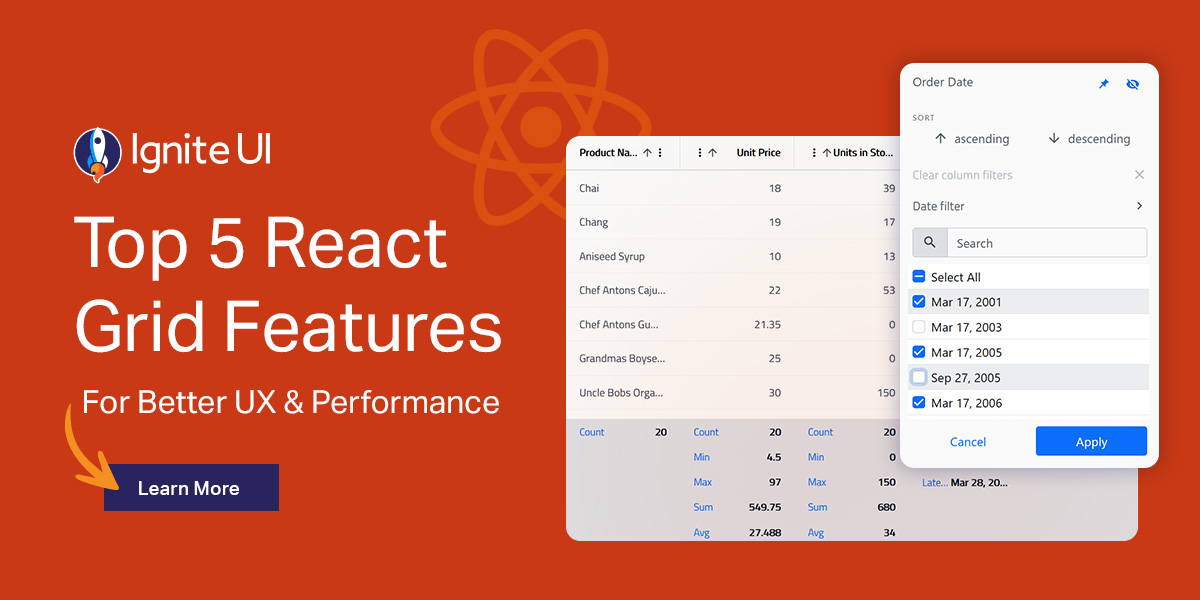 Ignite UI
Top 5 React
Grid Features
For Better UX & Performance
Learn More
Product Na... Unit Price Units in Sto...
Chai 18 39
Chang 19 17
Aniseed Syrup 10 13
Chef Antons Caju... 22 53
Chef Antons Gu... 21.35 0
Grandmas Boyse... 25 0
Uncle Bobs Orga... 30 150
Count 20 Count 20 Count 20
Min 4.5 Min 0
Max 97 Max 150 Late... Mar 28, 20...
Sum 549.75 Sum 680
Avg 27.488 Avg 34
Order Date
SORT
ascending descending
Clear column filters
Date filter
Search
Select All
Mar 17, 2001
Mar 17, 2003
Mar 17, 2005
Sep 27, 2005
Mar 17, 2006
Cancel Apply